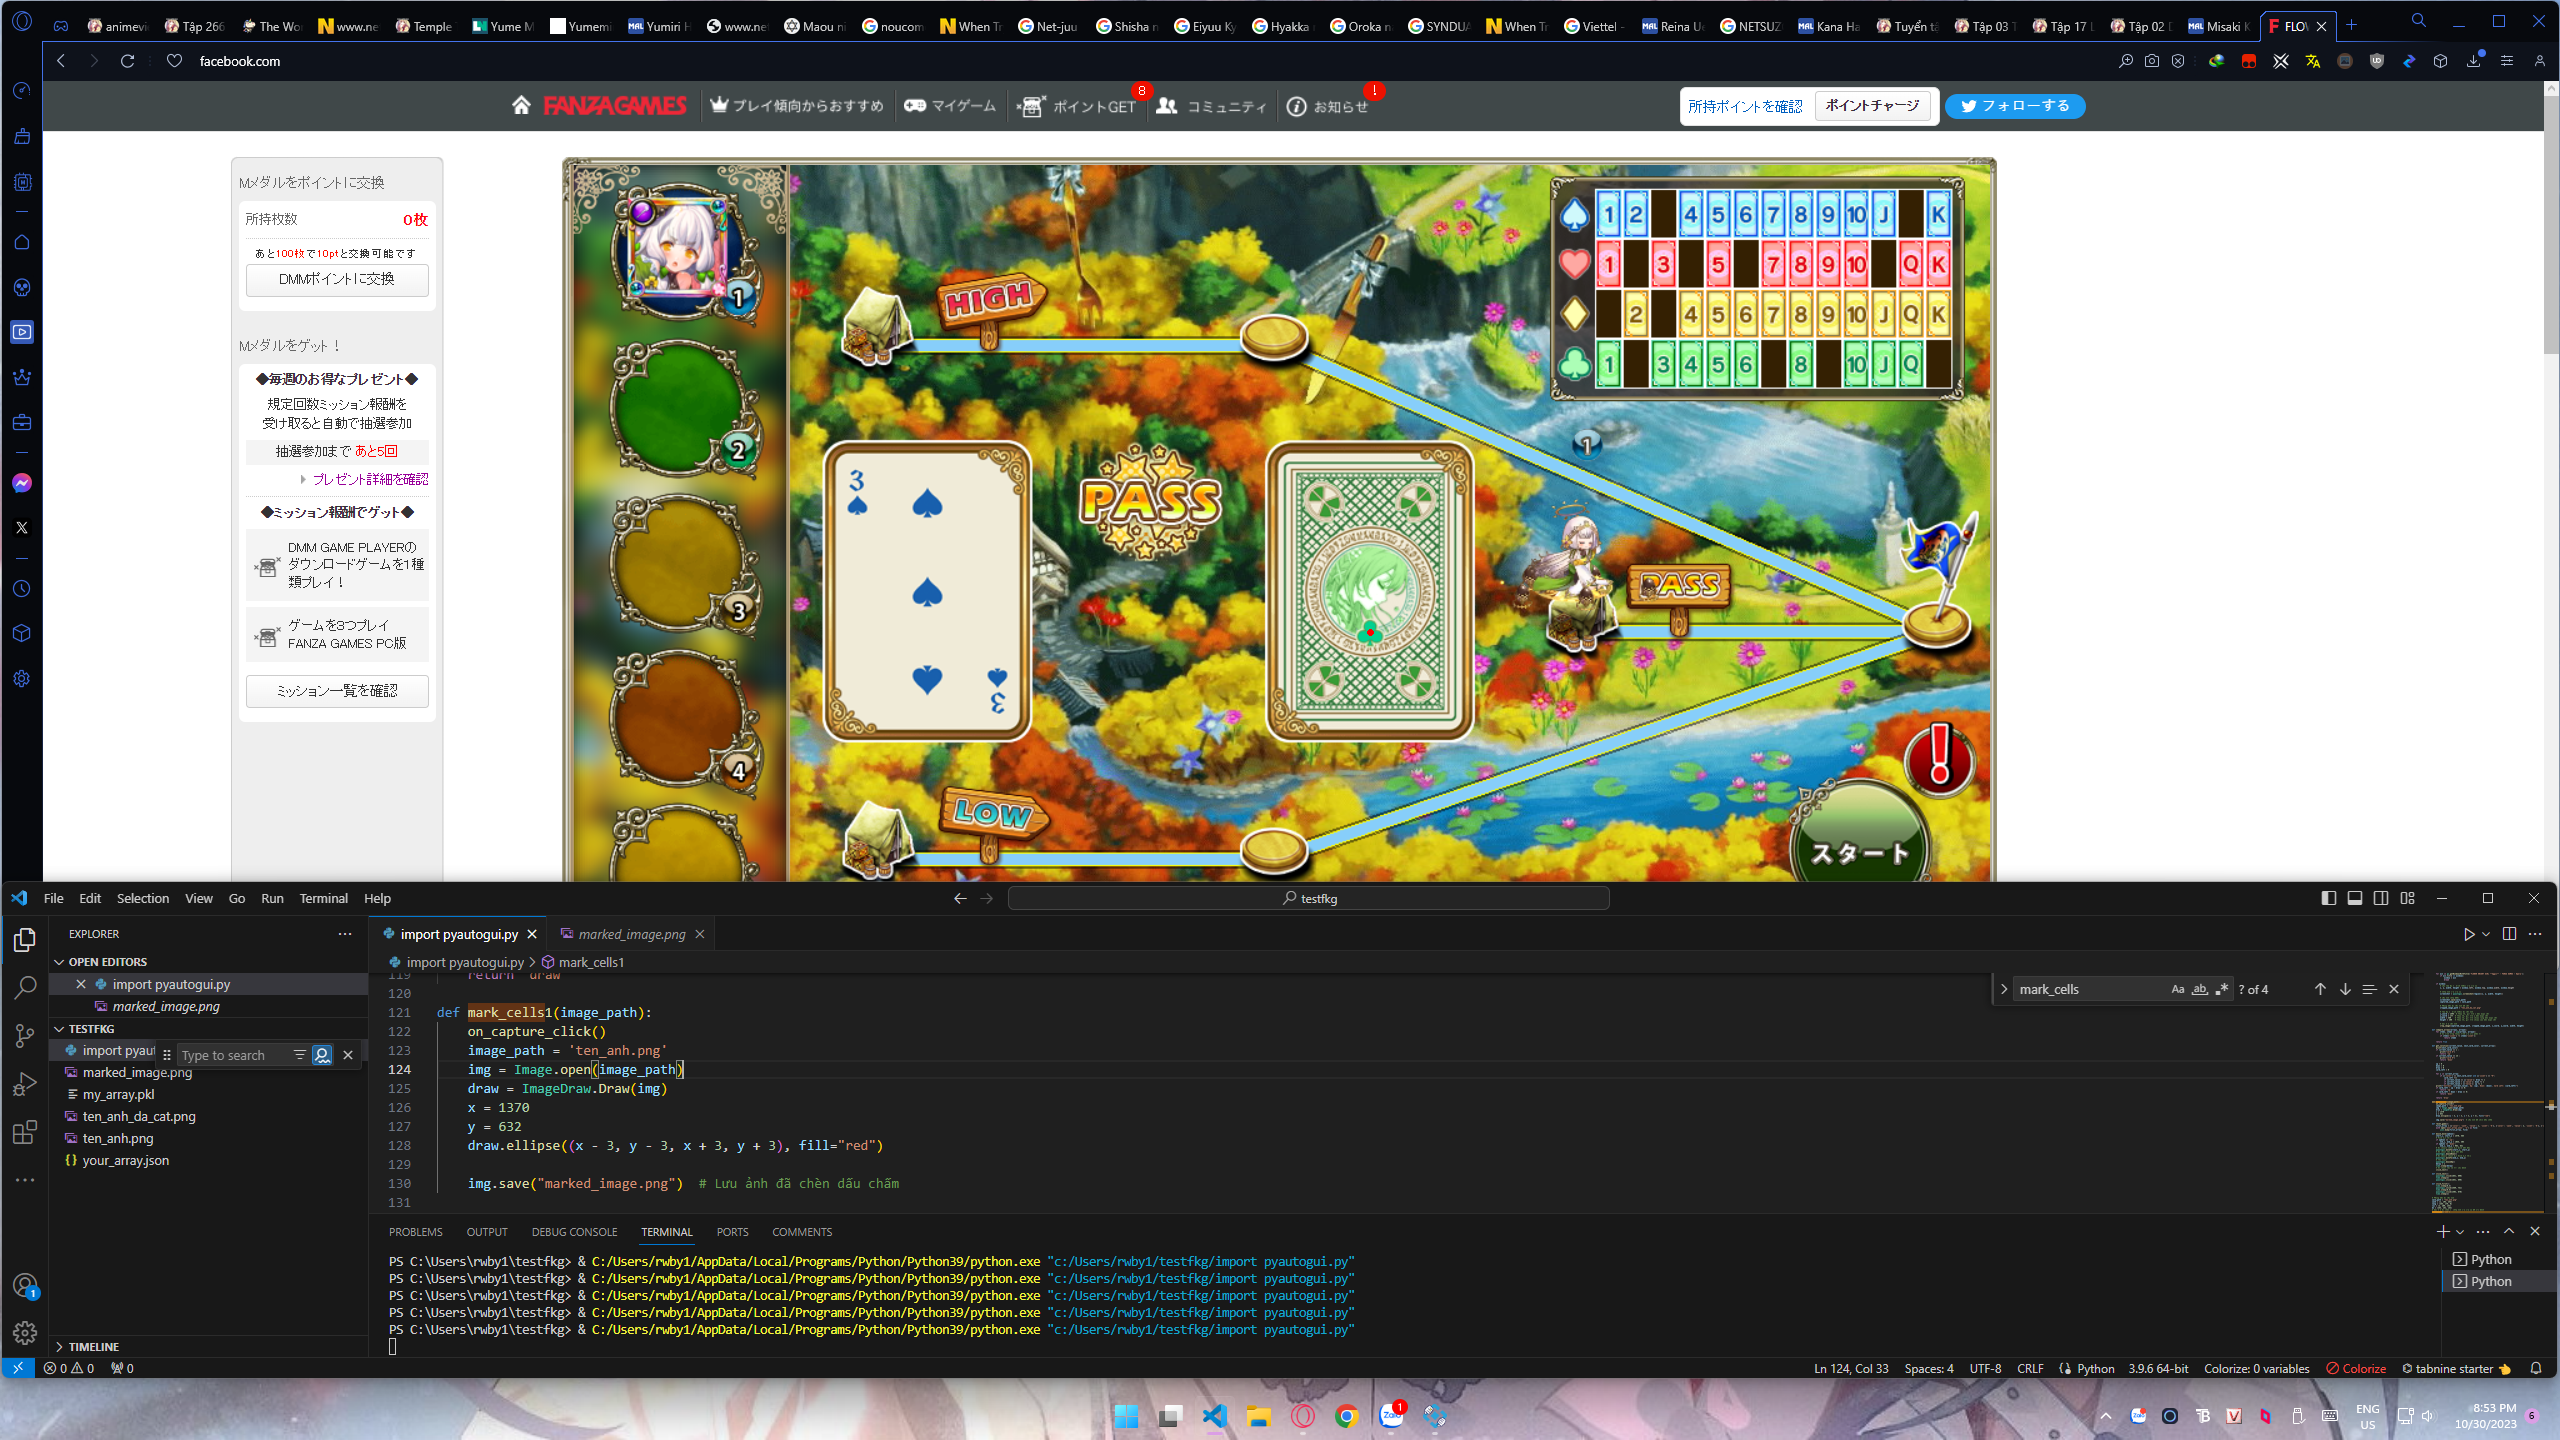 animevi
Tập 266
The Wo
www.ne
Temple
Yume M
Yumemi
Yumiri H
www.net
Maou ni
noucom
When Tr
Net-juu
Shisha n
Eiyuu Ky
Hyakka
Oroka n
SYNDUA
When Tr
Viettel -
Reina Ue
NETSUZ
Kana Ha
Tuyển tậ
Tập 03 T
Tập 17 L
Tập 02 D
Misaki K
FLOW
facebook.com
FANZA GAMES
プレイ傾向からおすすめ
マイゲーム
ポイントGET
8
コミュニティ
お知らせ
!
所持ポイントを確認
ポイントチャージ
フォローする
Mメダルをポイントに交換
所持枚数 0枚
あと100枚で10ptと交換可能です
DMMポイントに交換
Mメダルをゲット！
◆毎週のお得なプレゼント◆
規定回数ミッション報酬を
受け取ると自動で抽選参加
抽選参加まで あと5回
プレゼント詳細を確認
◆ミッション報酬でゲット◆
DMM GAME PLAYERの
ダウンロードゲームを1種
類プレイ！
ゲームを3つプレイ
FANZA GAMES PC版
ミッション一覧を確認
1
2
3
4
HIGH
1 2 4 5 6 7 8 9 10 J K
1 3 5 7 8 9 10 Q K
2 4 5 6 7 8 9 10 J Q K
1 3 4 5 6 8 10 J Q
1
3
PASS
3
PASS
LOW
スタート
File Edit Selection View Go Run Terminal Help
testfkg
EXPLORER
OPEN EDITORS
import pyautogui.py
marked_image.png
TESTFKG
import pyaut
Type to search
marked_image.png
my_array.pkl
ten_anh_da_cat.png
ten_anh.png
your_array.json
TIMELINE
import pyautogui.py
marked_image.png
import pyautogui.py > mark_cells1
mark_cells
Aa
ab
? of 4
119 return draw
120
121 def mark_cells1(image_path):
122 on_capture_click()
123 image_path = 'ten_anh.png'
124 img = Image.open(image_path)
125 draw = ImageDraw.Draw(img)
126 x = 1370
127 y = 632
128 draw.ellipse((x - 3, y - 3, x + 3, y + 3), fill="red")
129
130 img.save("marked_image.png") # Lưu ảnh đã chèn dấu chấm
131
PROBLEMS OUTPUT DEBUG CONSOLE TERMINAL PORTS COMMENTS
PS C:\Users\rwby1\testfkg> & C:/Users/rwby1/AppData/Local/Programs/Python/Python39/python.exe "c:/Users/rwby1/testfkg/import pyautogui.py"
PS C:\Users\rwby1\testfkg> & C:/Users/rwby1/AppData/Local/Programs/Python/Python39/python.exe "c:/Users/rwby1/testfkg/import pyautogui.py"
PS C:\Users\rwby1\testfkg> & C:/Users/rwby1/AppData/Local/Programs/Python/Python39/python.exe "c:/Users/rwby1/testfkg/import pyautogui.py"
PS C:\Users\rwby1\testfkg> & C:/Users/rwby1/AppData/Local/Programs/Python/Python39/python.exe "c:/Users/rwby1/testfkg/import pyautogui.py"
PS C:\Users\rwby1\testfkg> & C:/Users/rwby1/AppData/Local/Programs/Python/Python39/python.exe "c:/Users/rwby1/testfkg/import pyautogui.py"
Python
Python
1
0 0 0
Ln 124, Col 33 Spaces: 4 UTF-8 CRLF Python 3.9.6 64-bit Colorize: 0 variables Colorize tabnine starter
1
ENG
US
8:53 PM
10/30/2023
6